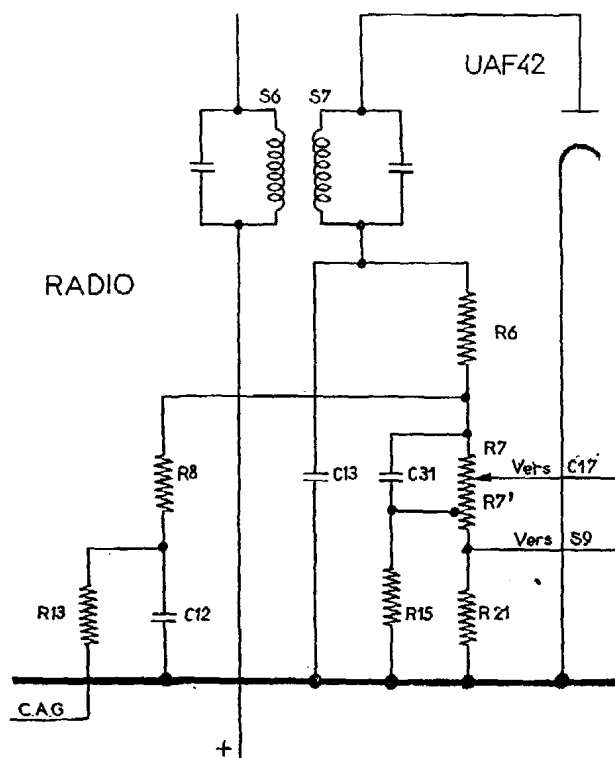 UAF42
S6 S7
RADIO
R6
R8
C13
C31
R7
Vers C17
R7'
Vers S9
R13
C12
R15
R21
C.A.G
+